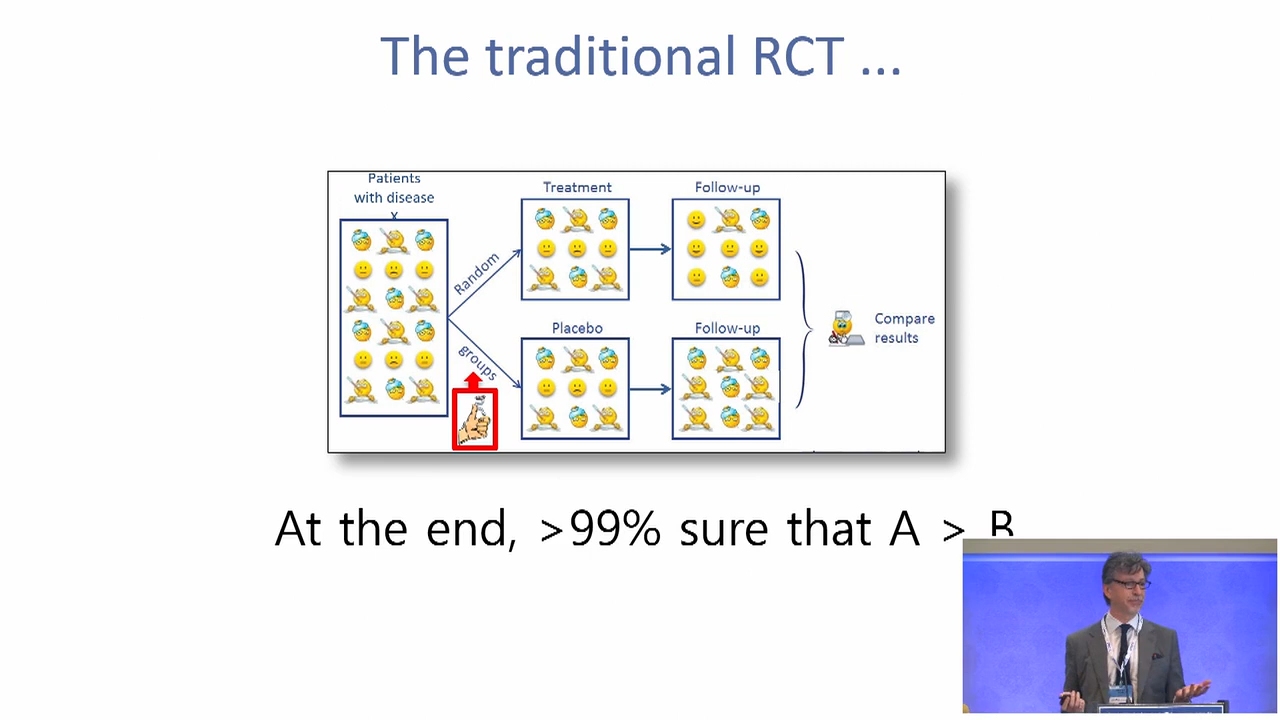 The traditional RCT ...
Patients
with disease
X
Random
groups
Treatment
Follow-up
Placebo
Follow-up
Compare
results
At the end, >99% sure that A > B